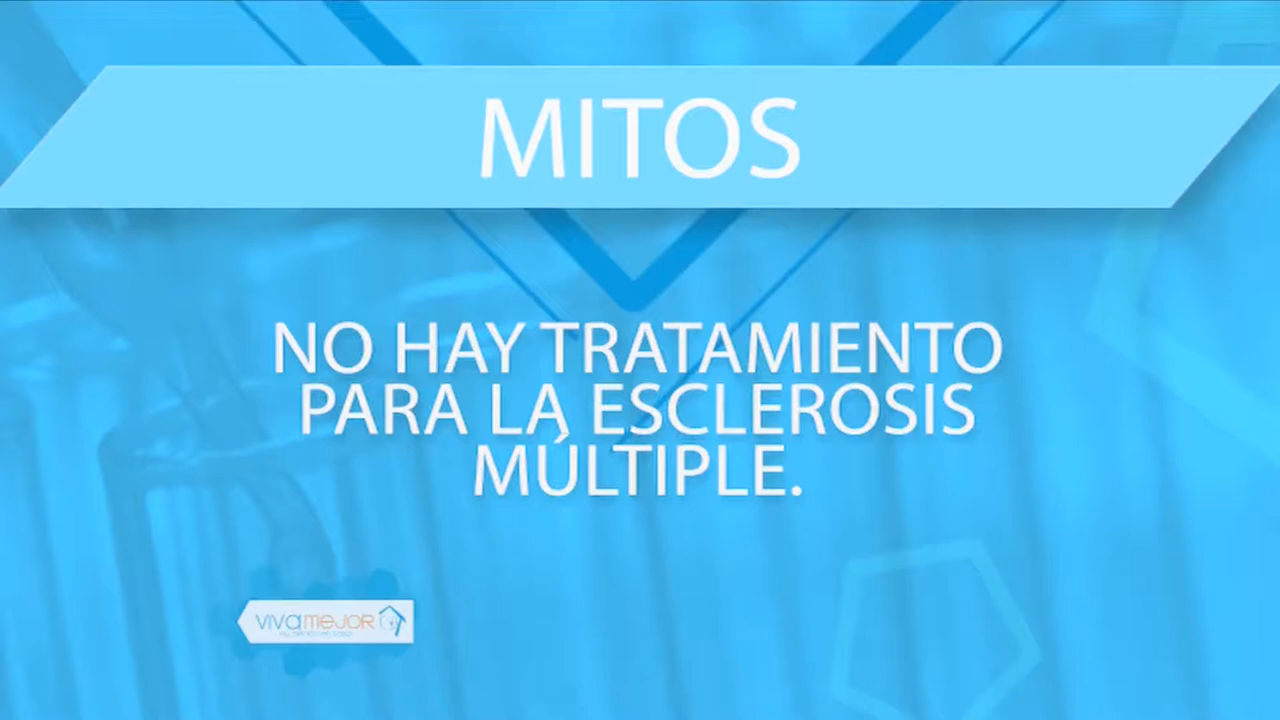 MITOS
NO HAY TRATAMIENTO
PARA LA ESCLEROSIS
MÚLTIPLE.
VIVAMEJOR